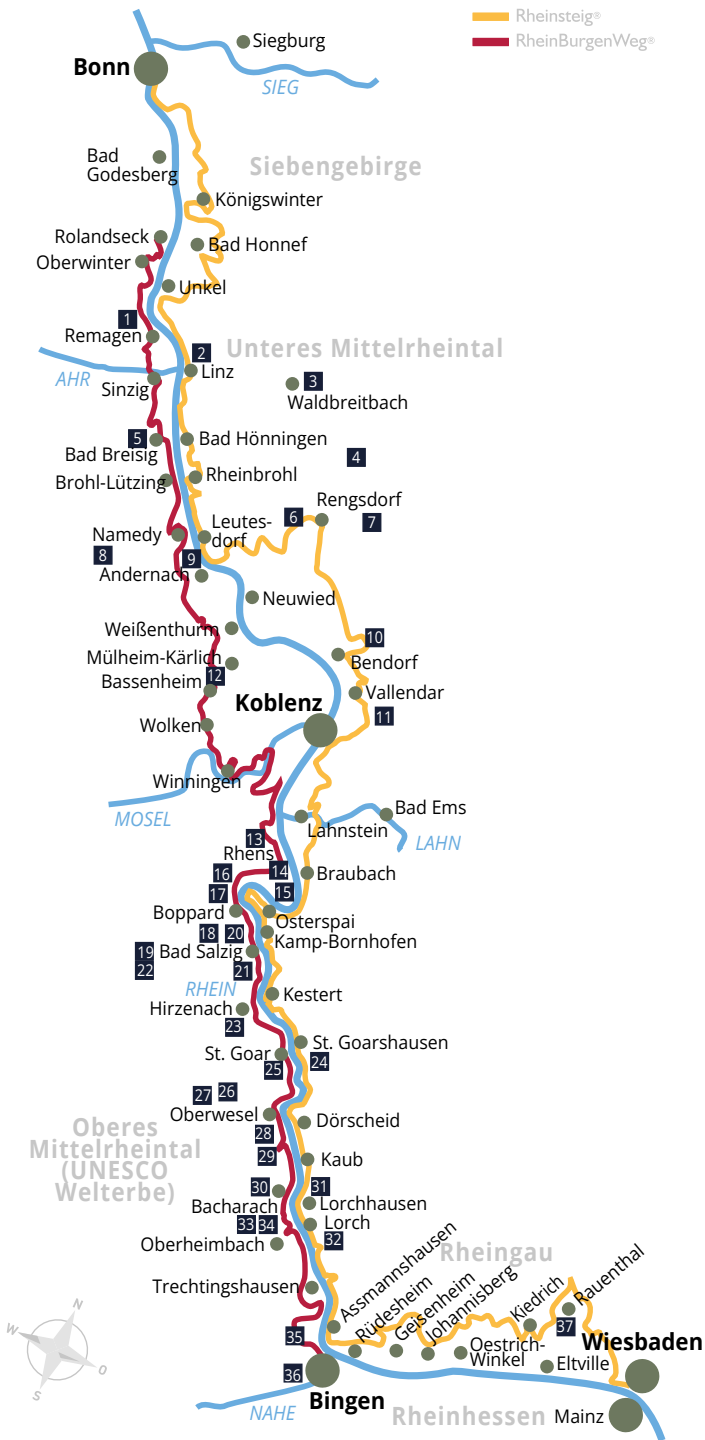 Rheinsteig®
RheinBurgenWeg®
Siegburg
Bonn
SIEG
Bad
Godesberg
Siebengebirge
Königswinter
Rolandseck
Bad Honnef
Oberwinter
Unkel
1
Remagen
2
Unteres Mittelrheintal
AHR
Linz
3
Sinzig
Waldbreitbach
5
Bad Hönningen
Bad Breisig
4
Brohl-Lützing
Rheinbrohl
Rengsdorf
6
7
Namedy
Leutes-
dorf
8
9
Andernach
Neuwied
Weißenthurm
10
Mülheim-Kärlich
Bendorf
12
Bassenheim
Vallendar
Koblenz
11
Wolken
Winningen
MOSEL
Bad Ems
Lahnstein
13
LAHN
Rhens
16
14
Braubach
17
15
Boppard
Osterspai
18
20
Kamp-Bornhofen
19
Bad Salzig
22
21
RHEIN
Kestert
Hirzenach
23
St. Goarshausen
St. Goar
24
25
27
26
Oberwesel
Dörscheid
28
Oberes
Mittelrheintal
(UNESCO
Welterbe)
29
Kaub
30
31
Bacharach
Lorchhausen
33
34
Lorch
32
Oberheimbach
Rheingau
Trechtingshausen
Assmannshausen
Rüdesheim
Geisenheim
Johannisberg
Kiedrich
Rauenthal
37
N
W
O
S
35
Oestrich-
Winkel
Wiesbaden
Eltville
36
Bingen
NAHE
Rheinhessen
Mainz